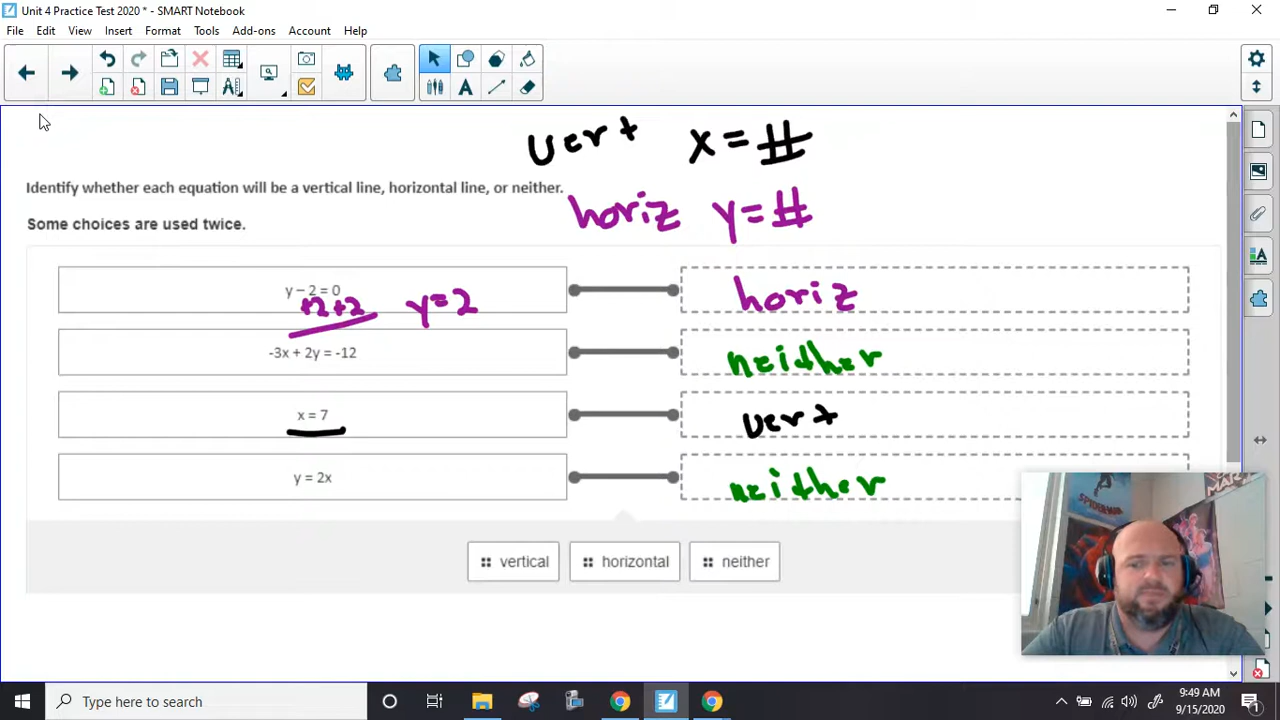 Unit 4 Practice Test 2020 * - SMART Notebook
File Edit View Insert Format Tools Add-ons Account Help
vert x = #
Identify whether each equation will be a vertical line, horizontal line, or neither.
horiz y = #
Some choices are used twice.
y − 2 = 0
+2 +2 y = 2
horiz
-3x + 2y = -12
neither
x = 7
vert
y = 2x
neither
vertical
horizontal
neither
Type here to search
9:49 AM
9/15/2020